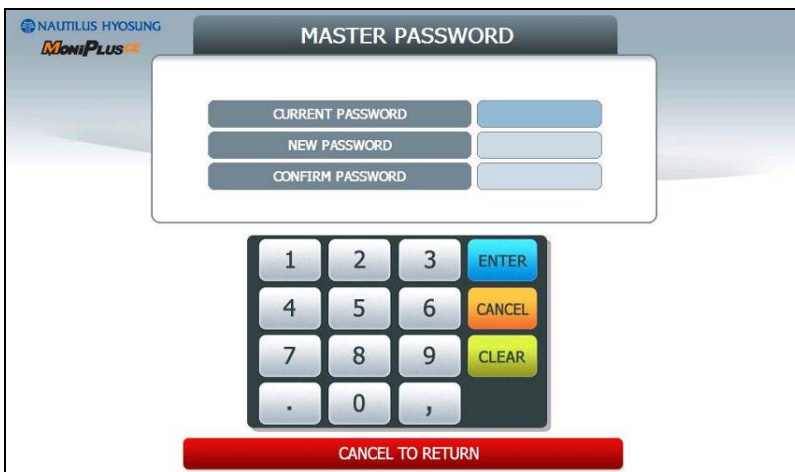 NAUTILUS HYOSUNG
MONIPLUSCE
MASTER PASSWORD
CURRENT PASSWORD
NEW PASSWORD
CONFIRM PASSWORD
1 2 3 ENTER
4 5 6 CANCEL
7 8 9 CLEAR
. 0 ,
CANCEL TO RETURN